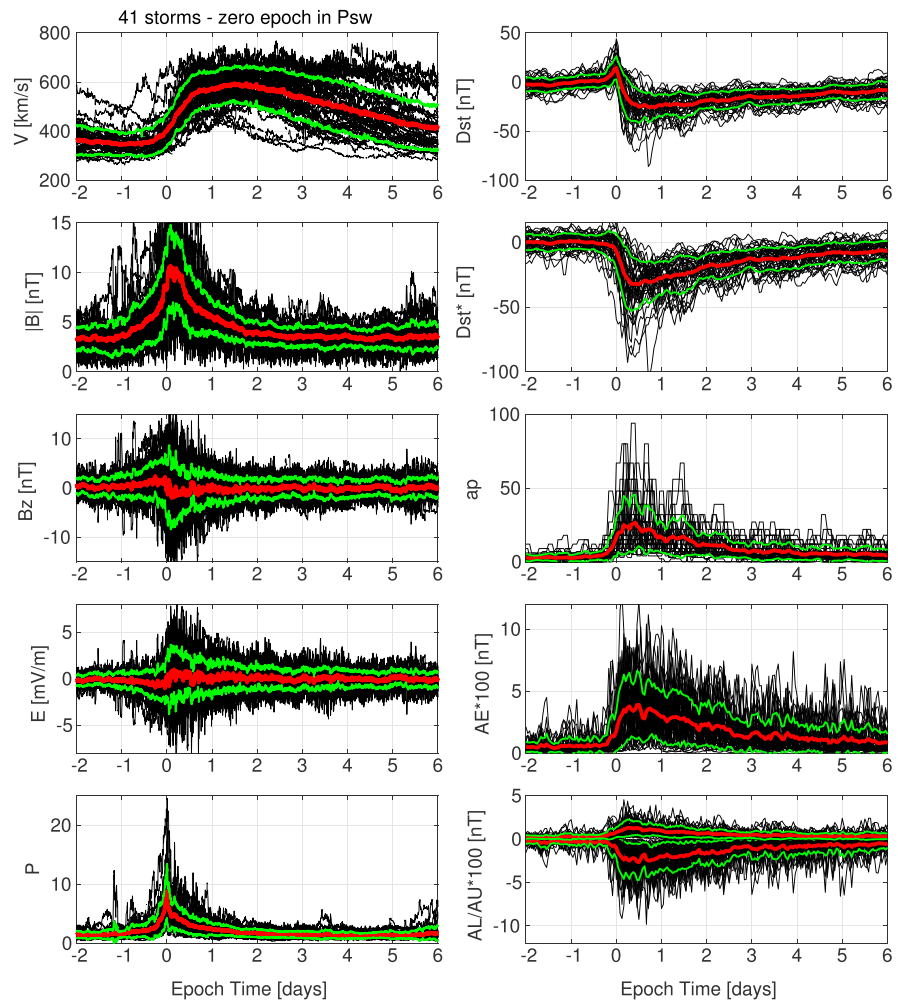 41 storms - zero epoch in Psw
800
600
400
200
V [km/s]
-2 -1 0 1 2 3 4 5 6
50
0
-50
-100
Dst [nT]
-2 -1 0 1 2 3 4 5 6
15
10
5
0
|B| [nT]
-2 -1 0 1 2 3 4 5 6
0
-50
-100
Dst* [nT]
-2 -1 0 1 2 3 4 5 6
10
0
-10
Bz [nT]
-2 -1 0 1 2 3 4 5 6
100
50
0
ap
-2 -1 0 1 2 3 4 5 6
5
0
-5
E [mV/m]
-2 -1 0 1 2 3 4 5 6
10
5
0
AE*100 [nT]
-2 -1 0 1 2 3 4 5 6
20
10
0
P
-2 -1 0 1 2 3 4 5 6
Epoch Time [days]
5
0
-5
-10
AL/AU*100 [nT]
-2 -1 0 1 2 3 4 5 6
Epoch Time [days]